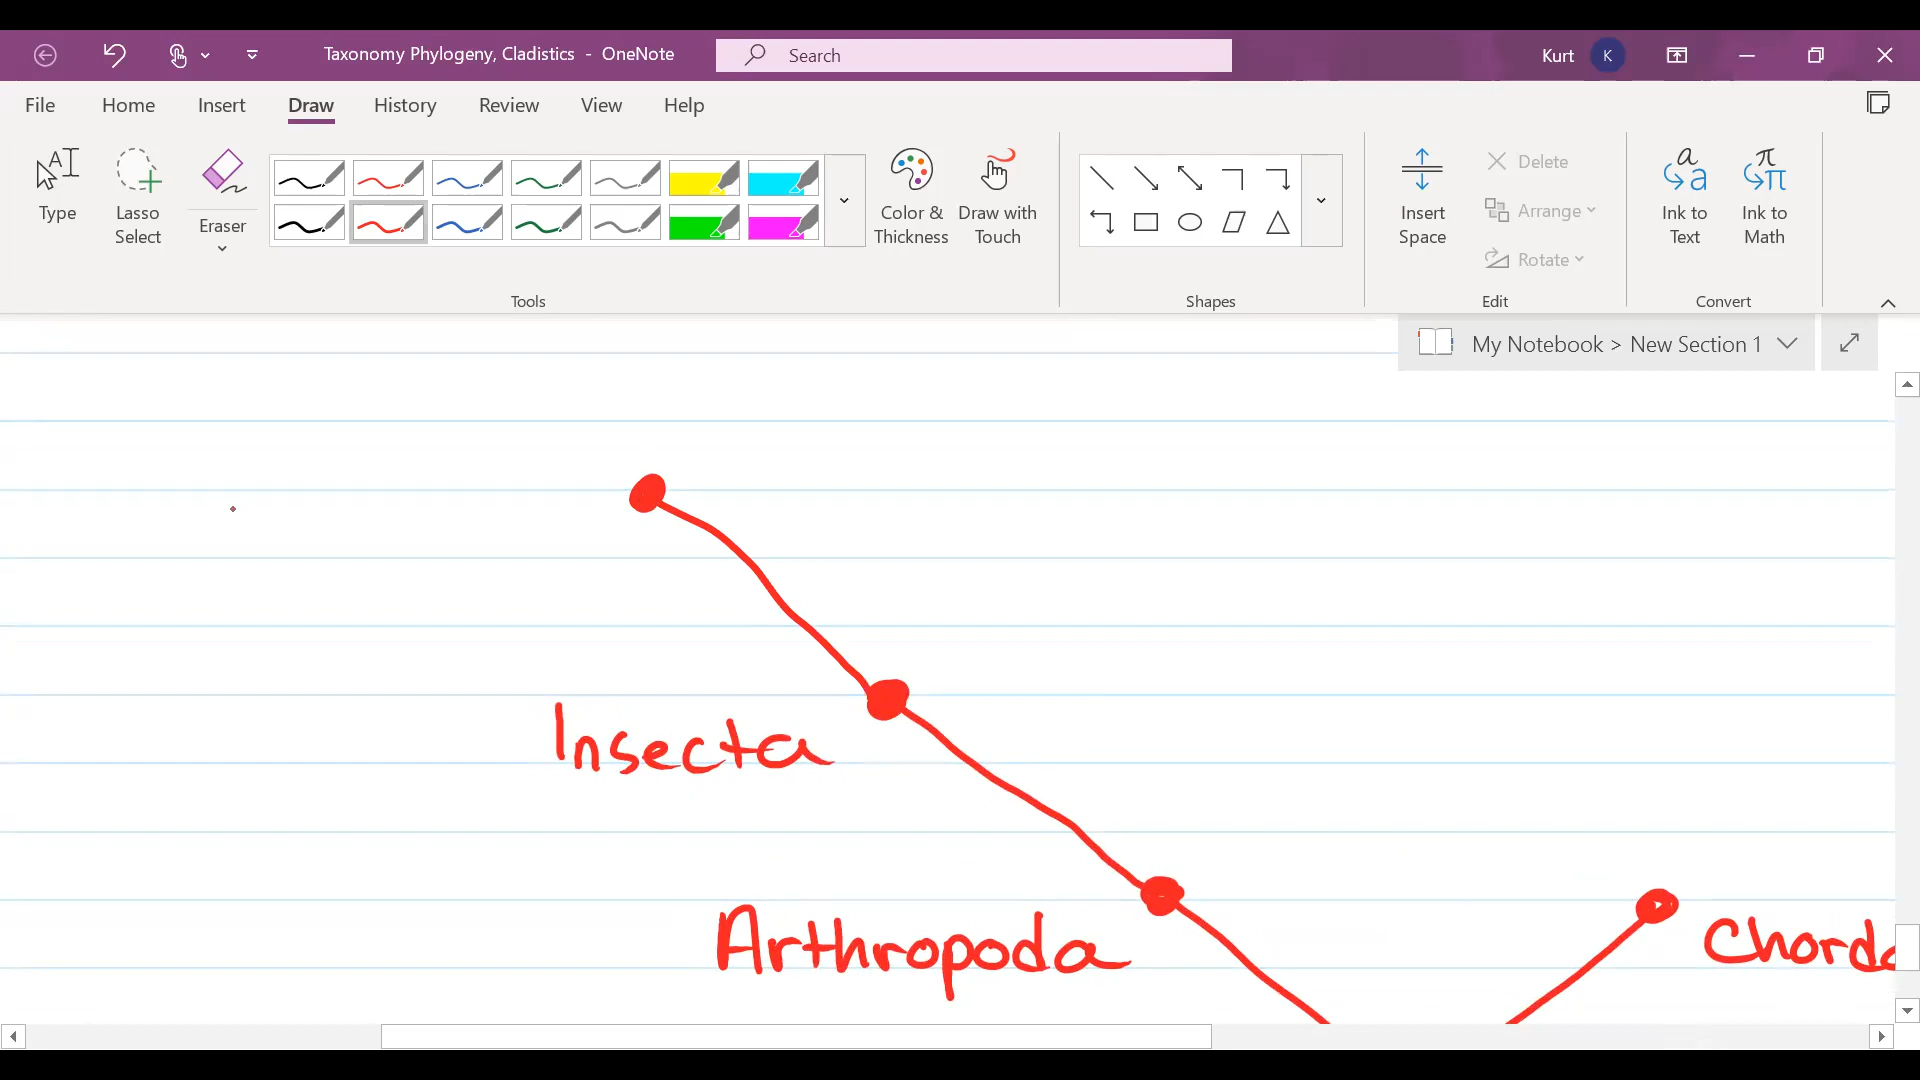 Taxonomy Phylogeny, Cladistics - OneNote
Search
Kurt
K
File Home Insert Draw History Review View Help
Type
Lasso Select
Eraser
Color & Thickness
Draw with Touch
Insert Space
Delete
Arrange
Rotate
Ink to Text
Ink to Math
Tools
Shapes
Edit
Convert
My Notebook > New Section 1
Insecta
Arthropoda
Chorda